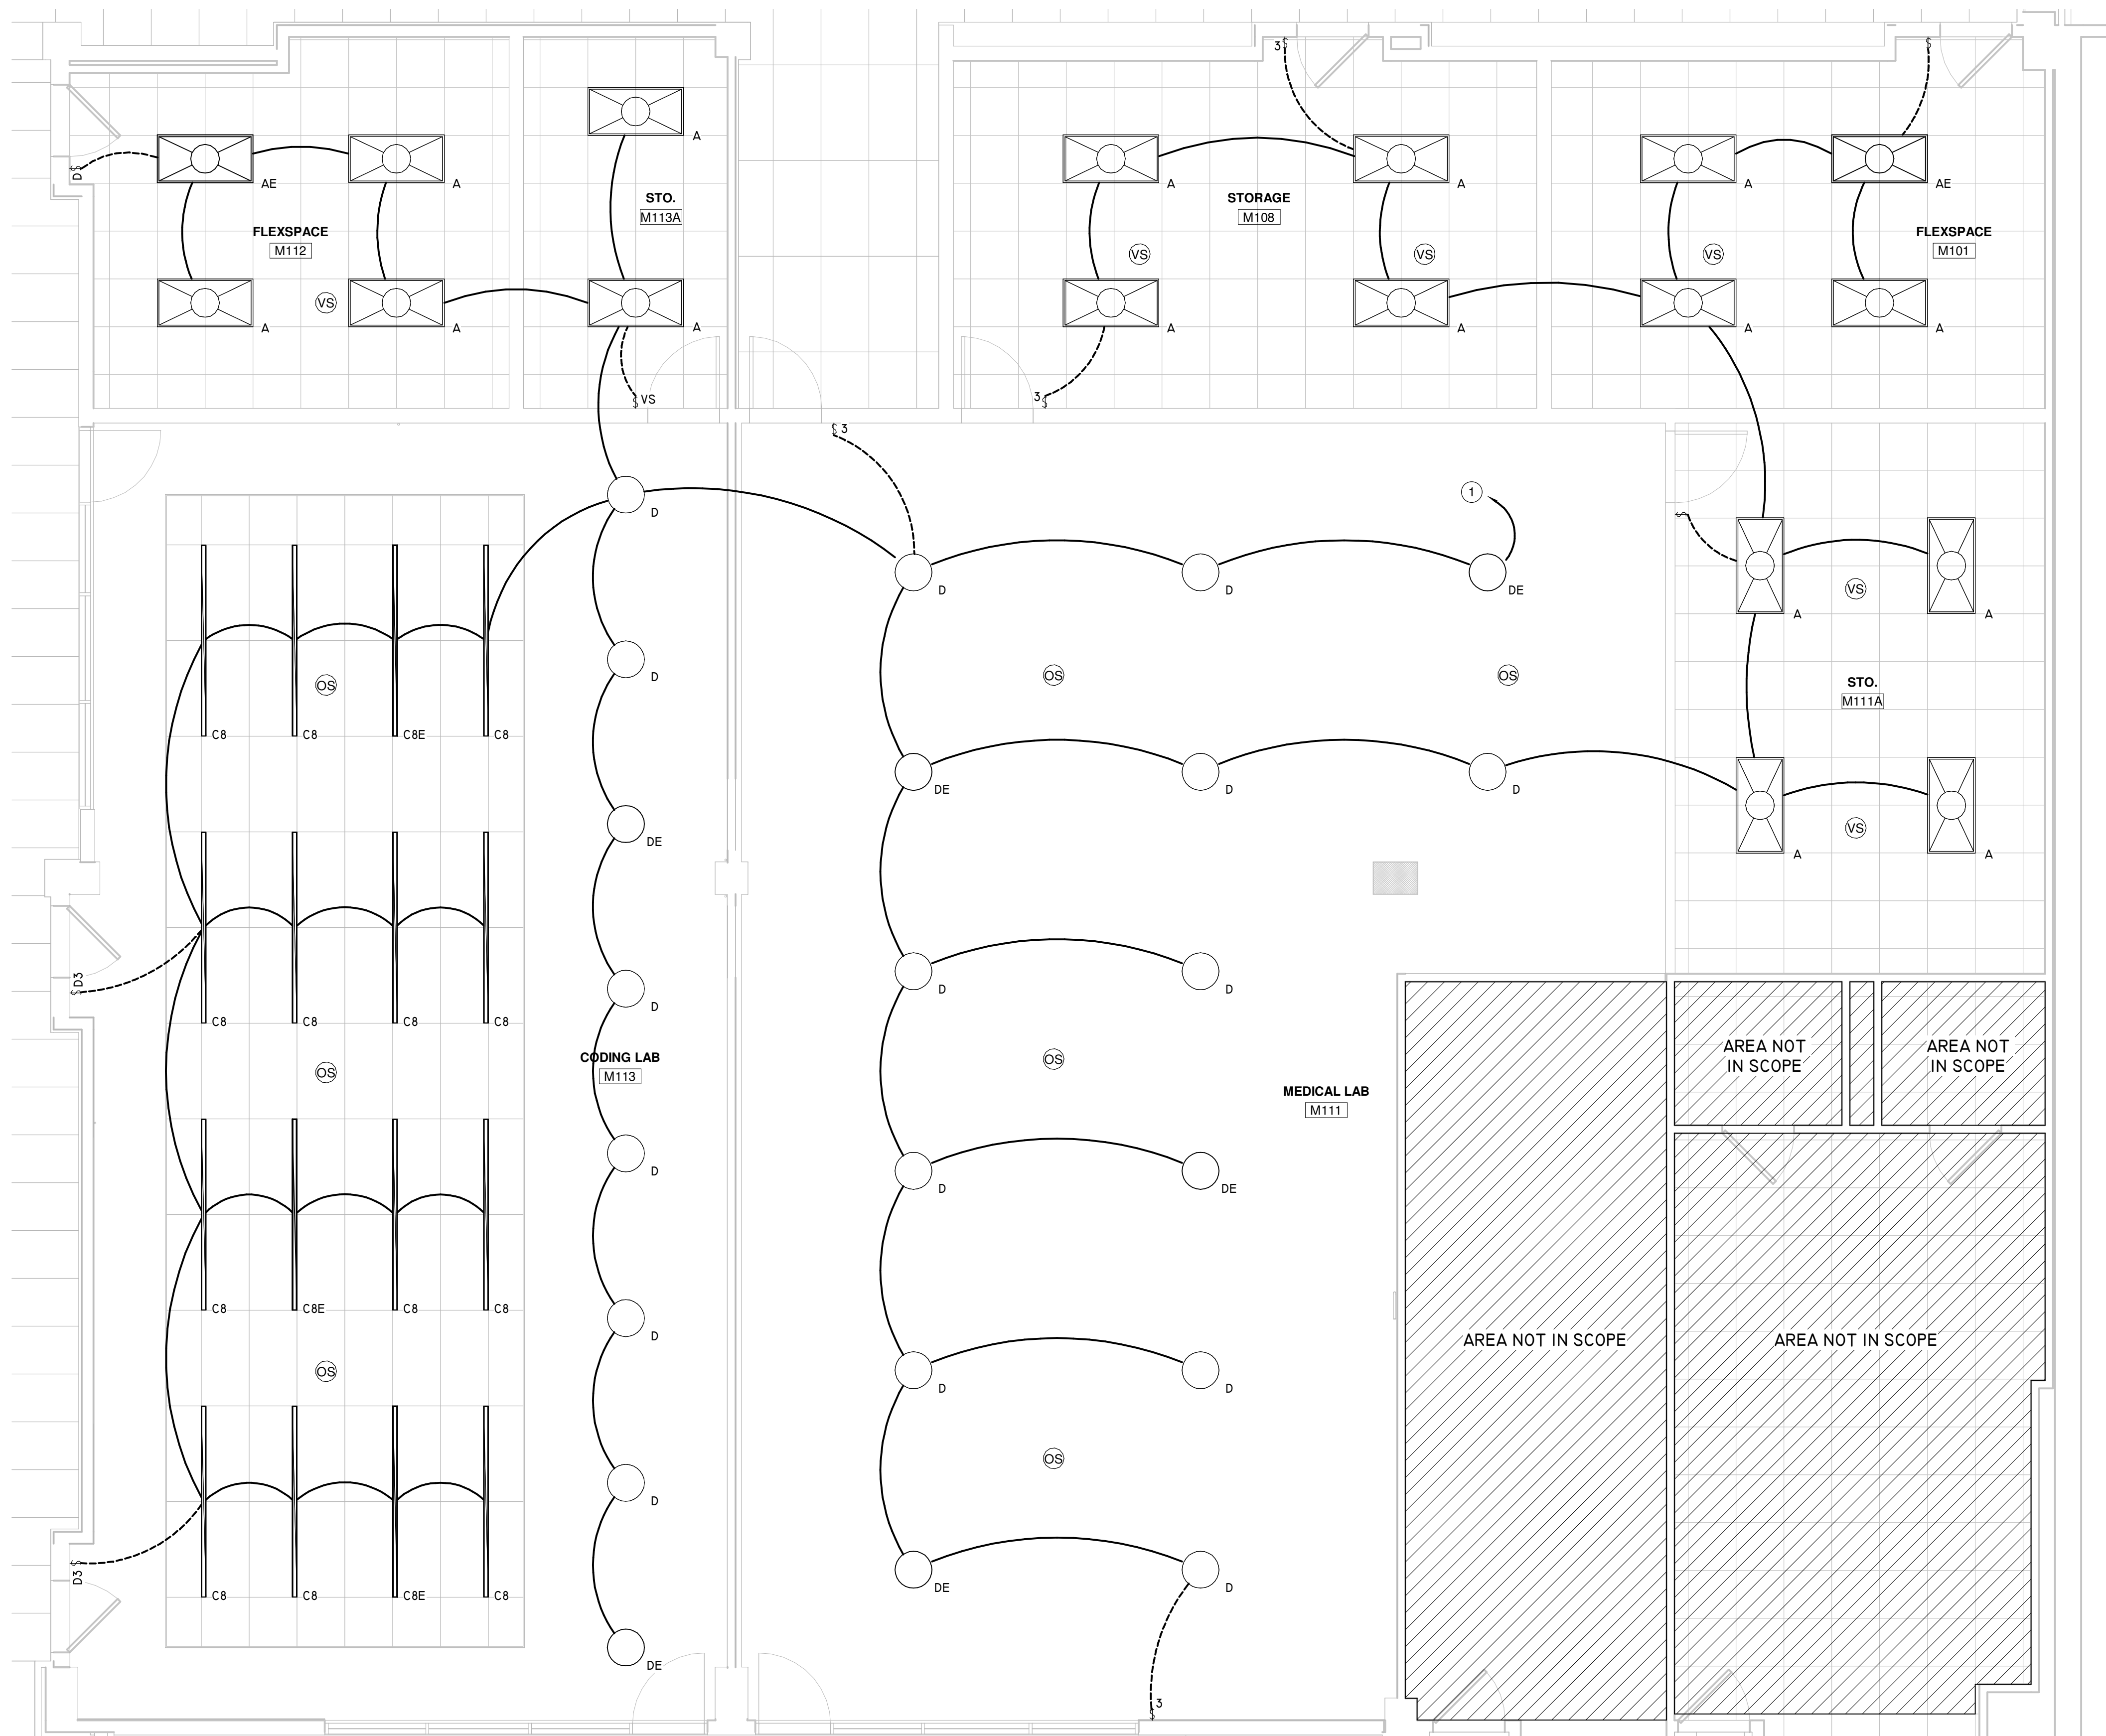 3 $
$
A
D $
AE
A
A
A
A
AE
STO.
M113A
STORAGE
M108
FLEXSPACE
M112
FLEXSPACE
M101
VS
VS
VS
VS
A
A
A
A
A
A
A
$ VS
3 $
$ 3
1
D
$
D
D
DE
VS
A
A
D
OS
OS
OS
STO.
M111A
C8
C8
C8E
C8
DE
D
D
VS
DE
A
A
D3
$
D
D
D
C8
C8
C8
C8
CODING LAB
M113
OS
OS
AREA NOT
IN SCOPE
AREA NOT
IN SCOPE
MEDICAL LAB
M111
D
D
DE
C8
C8E
C8
C8
D
AREA NOT IN SCOPE
AREA NOT IN SCOPE
OS
D
D
OS
D
$
D3
C8
C8
C8E
C8
DE
D
DE
3
$